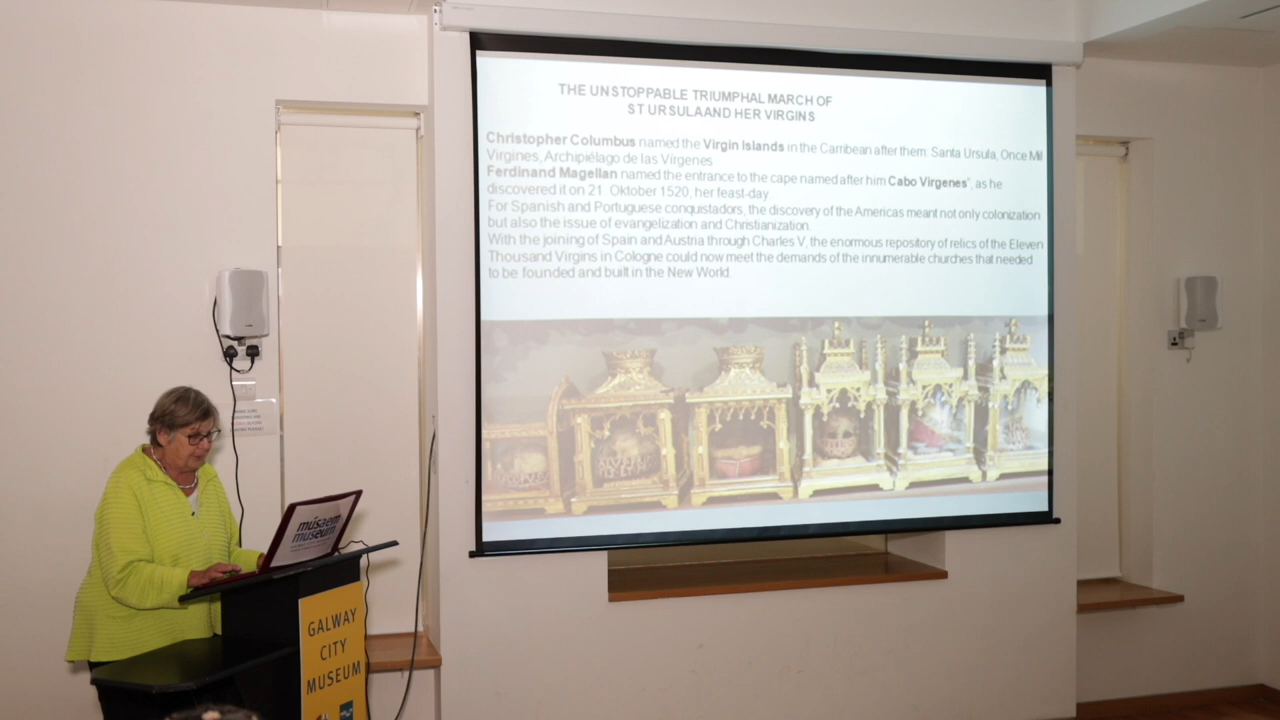 THE UNSTOPPABLE TRIUMPHAL MARCH OF
ST URSULAAND HER VIRGINS
Christopher Columbus named the Virgin Islands in the Carribean after them: Santa Ursula, Once Mil
Virgines, Archipiélago de las Vírgenes
Ferdinand Magellan named the entrance to the cape named after him Cabo Virgenes", as he
discovered it on 21. Oktober 1520, her feast-day.
For Spanish and Portuguese conquistadors, the discovery of the Americas meant not only colonization
but also the issue of evangelization and Christianization.
With the joining of Spain and Austria through Charles V, the enormous repository of relics of the Eleven
Thousand Virgins in Cologne could now meet the demands of the innumerable churches that needed
to be founded and built in the New World.
músaem
museum
GALWAY
CITY
MUSEUM